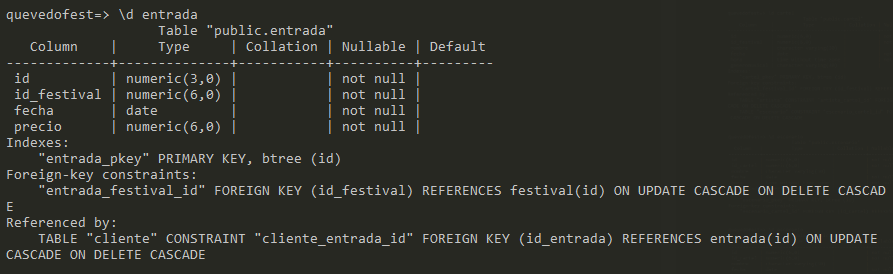 quevedofest=> \d entrada
Table "public.entrada"
Column | Type | Collation | Nullable | Default
-------------+--------------+-----------+----------+---------
id | numeric(3,0) | | not null |
id_festival | numeric(6,0) | | not null |
fecha | date | | not null |
precio | numeric(6,0) | | not null |
Indexes:
"entrada_pkey" PRIMARY KEY, btree (id)
Foreign-key constraints:
"entrada_festival_id" FOREIGN KEY (id_festival) REFERENCES festival(id) ON UPDATE CASCADE ON DELETE CASCAD
E
Referenced by:
TABLE "cliente" CONSTRAINT "cliente_entrada_id" FOREIGN KEY (id_entrada) REFERENCES entrada(id) ON UPDATE
CASCADE ON DELETE CASCADE